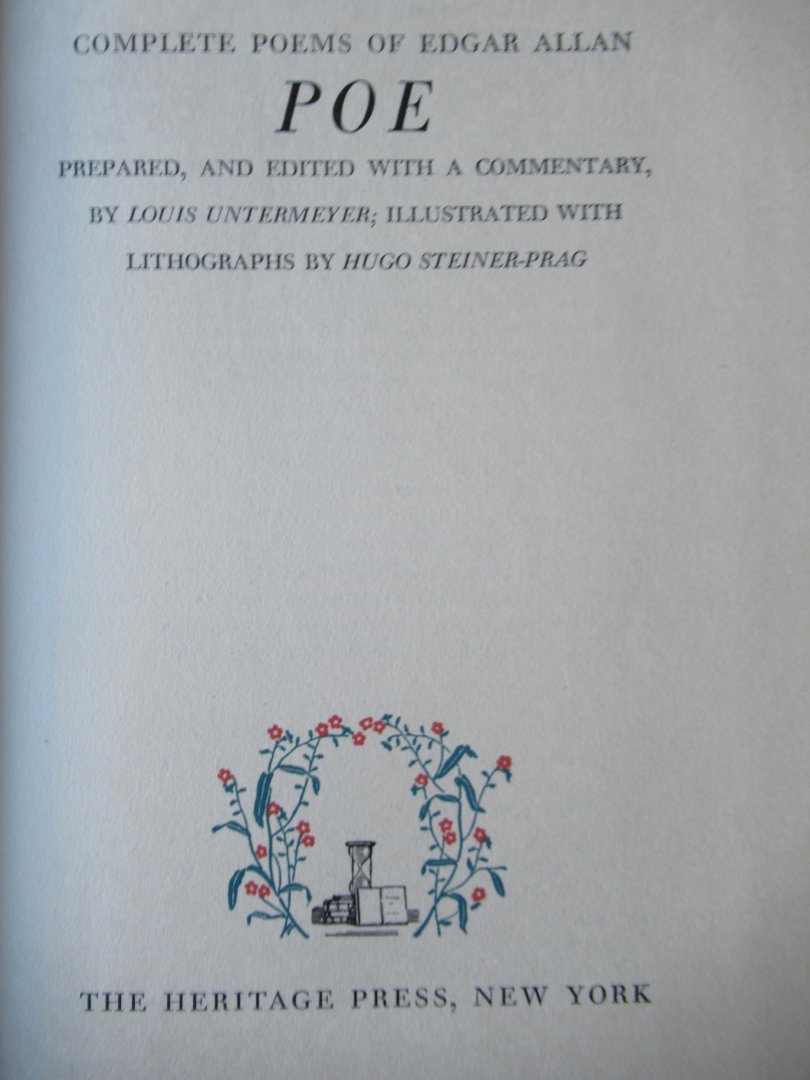 COMPLETE POEMS OF EDGAR ALLAN
POE
PREPARED, AND EDITED WITH A COMMENTARY,
BY LOUIS UNTERMEYER; ILLUSTRATED WITH
LITHOGRAPHS BY HUGO STEINER-PRAG
THE HERITAGE PRESS, NEW YORK